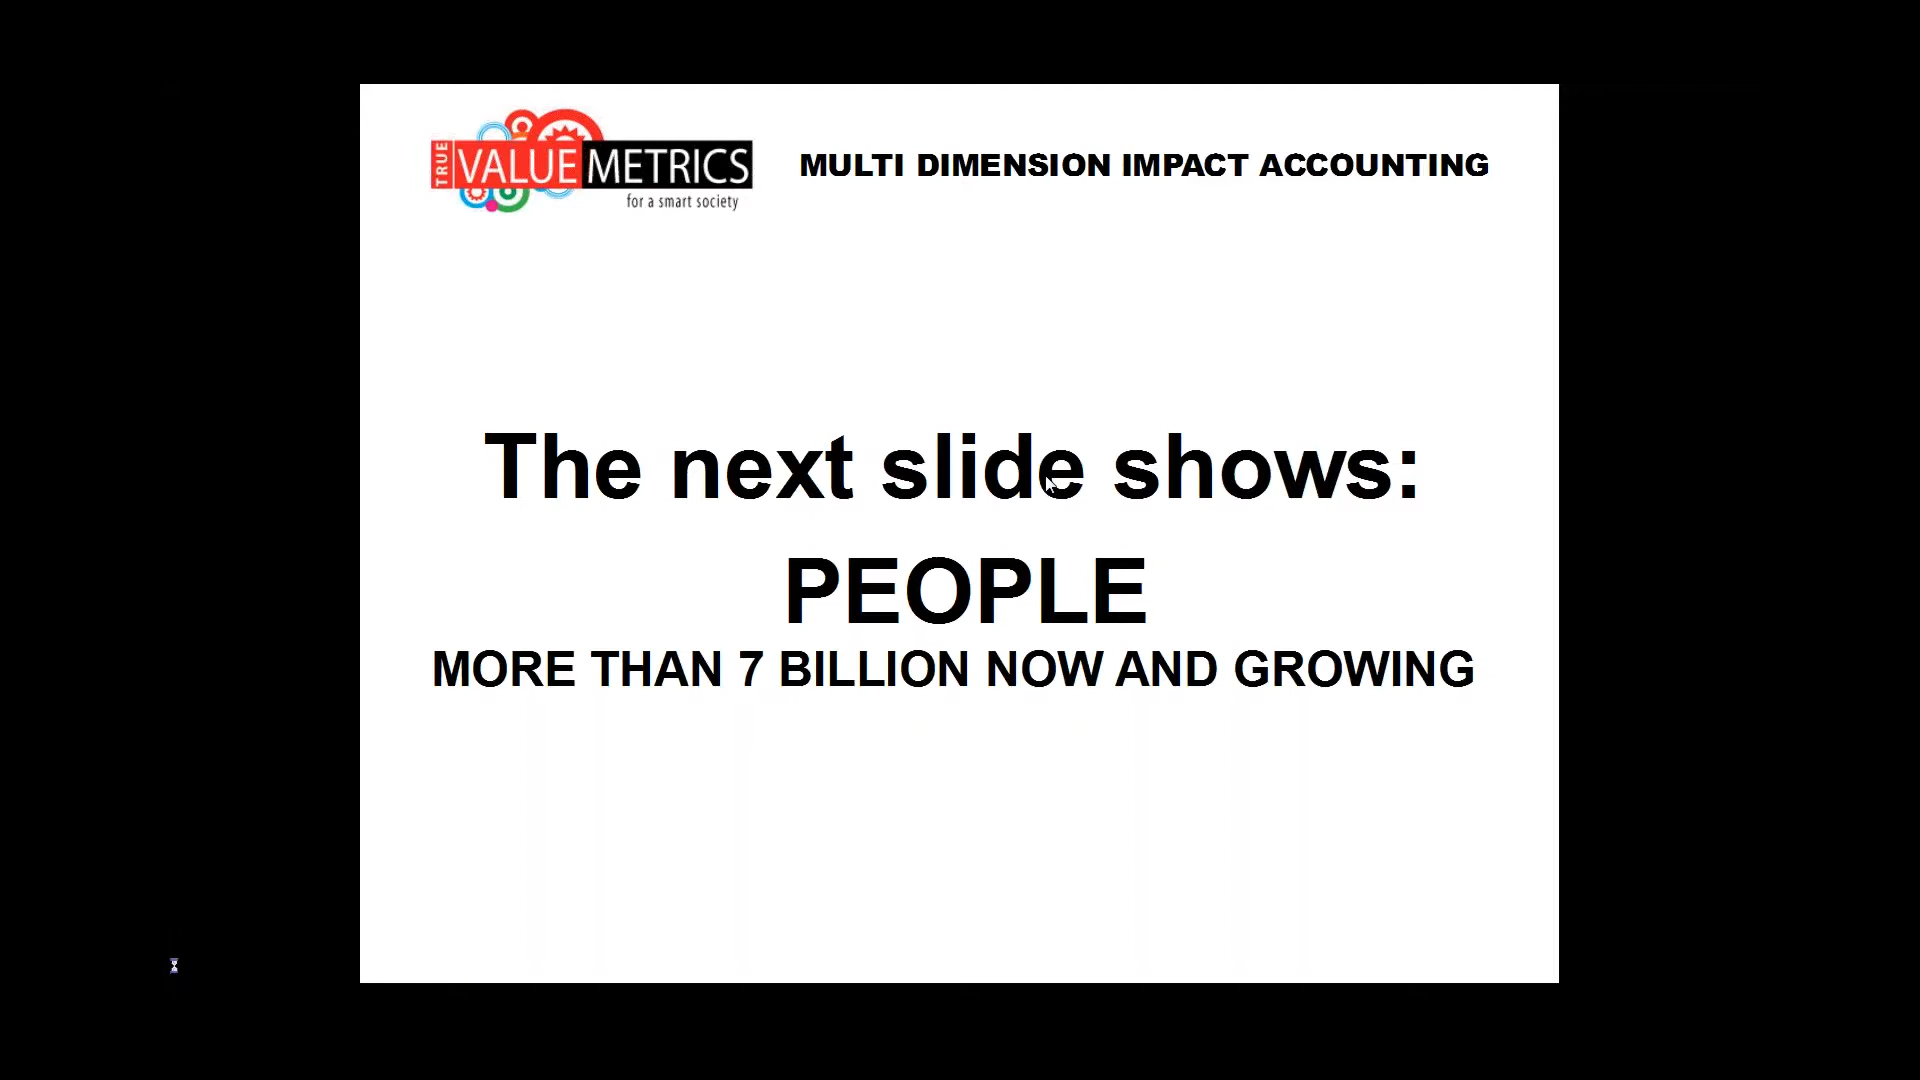 TRUE VALUE METRICS
for a smart society
MULTI DIMENSION IMPACT ACCOUNTING
The next slide shows:
PEOPLE
MORE THAN 7 BILLION NOW AND GROWING